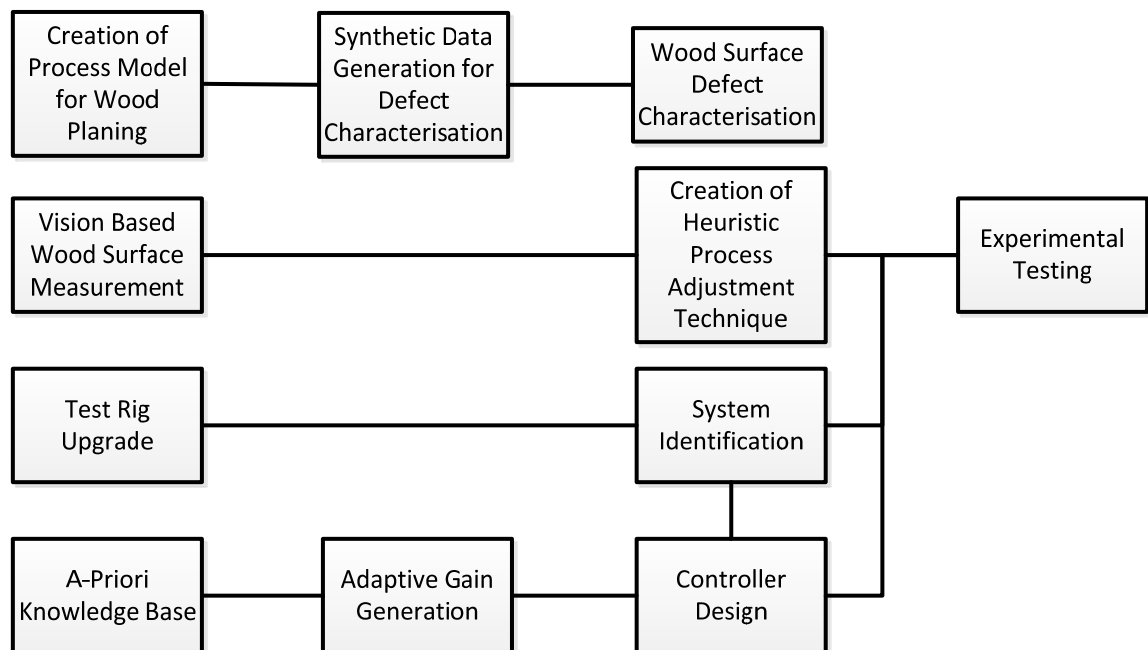 Creation of
Process Model
for Wood
Planing
Synthetic Data
Generation for
Defect
Characterisation
Wood Surface
Defect
Characterisation
Vision Based
Wood Surface
Measurement
Creation of
Heuristic
Process
Adjustment
Technique
Experimental
Testing
Test Rig
Upgrade
System
Identification
A-Priori
Knowledge Base
Adaptive Gain
Generation
Controller
Design